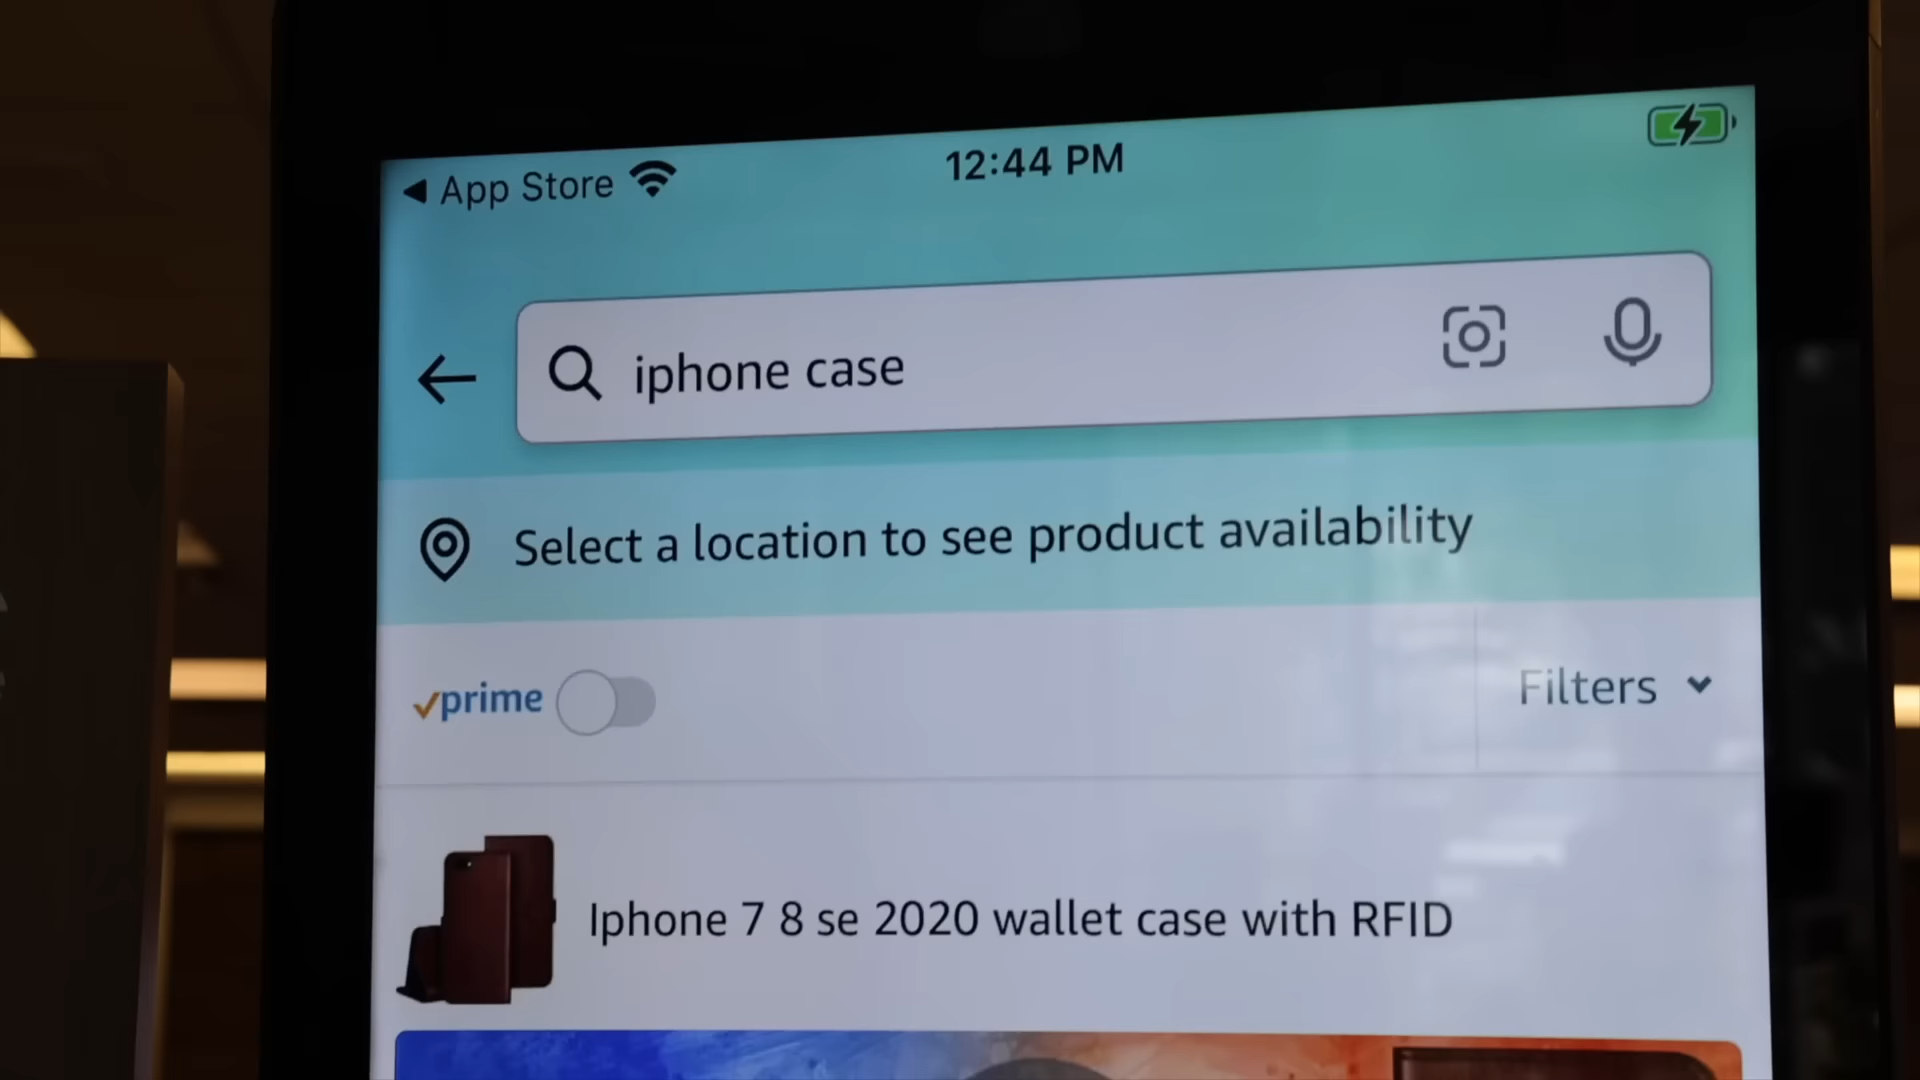 App Store
12:44 PM
iphone case
Select a location to see product availability
prime
Filters
Iphone 7 8 se 2020 wallet case with RFID